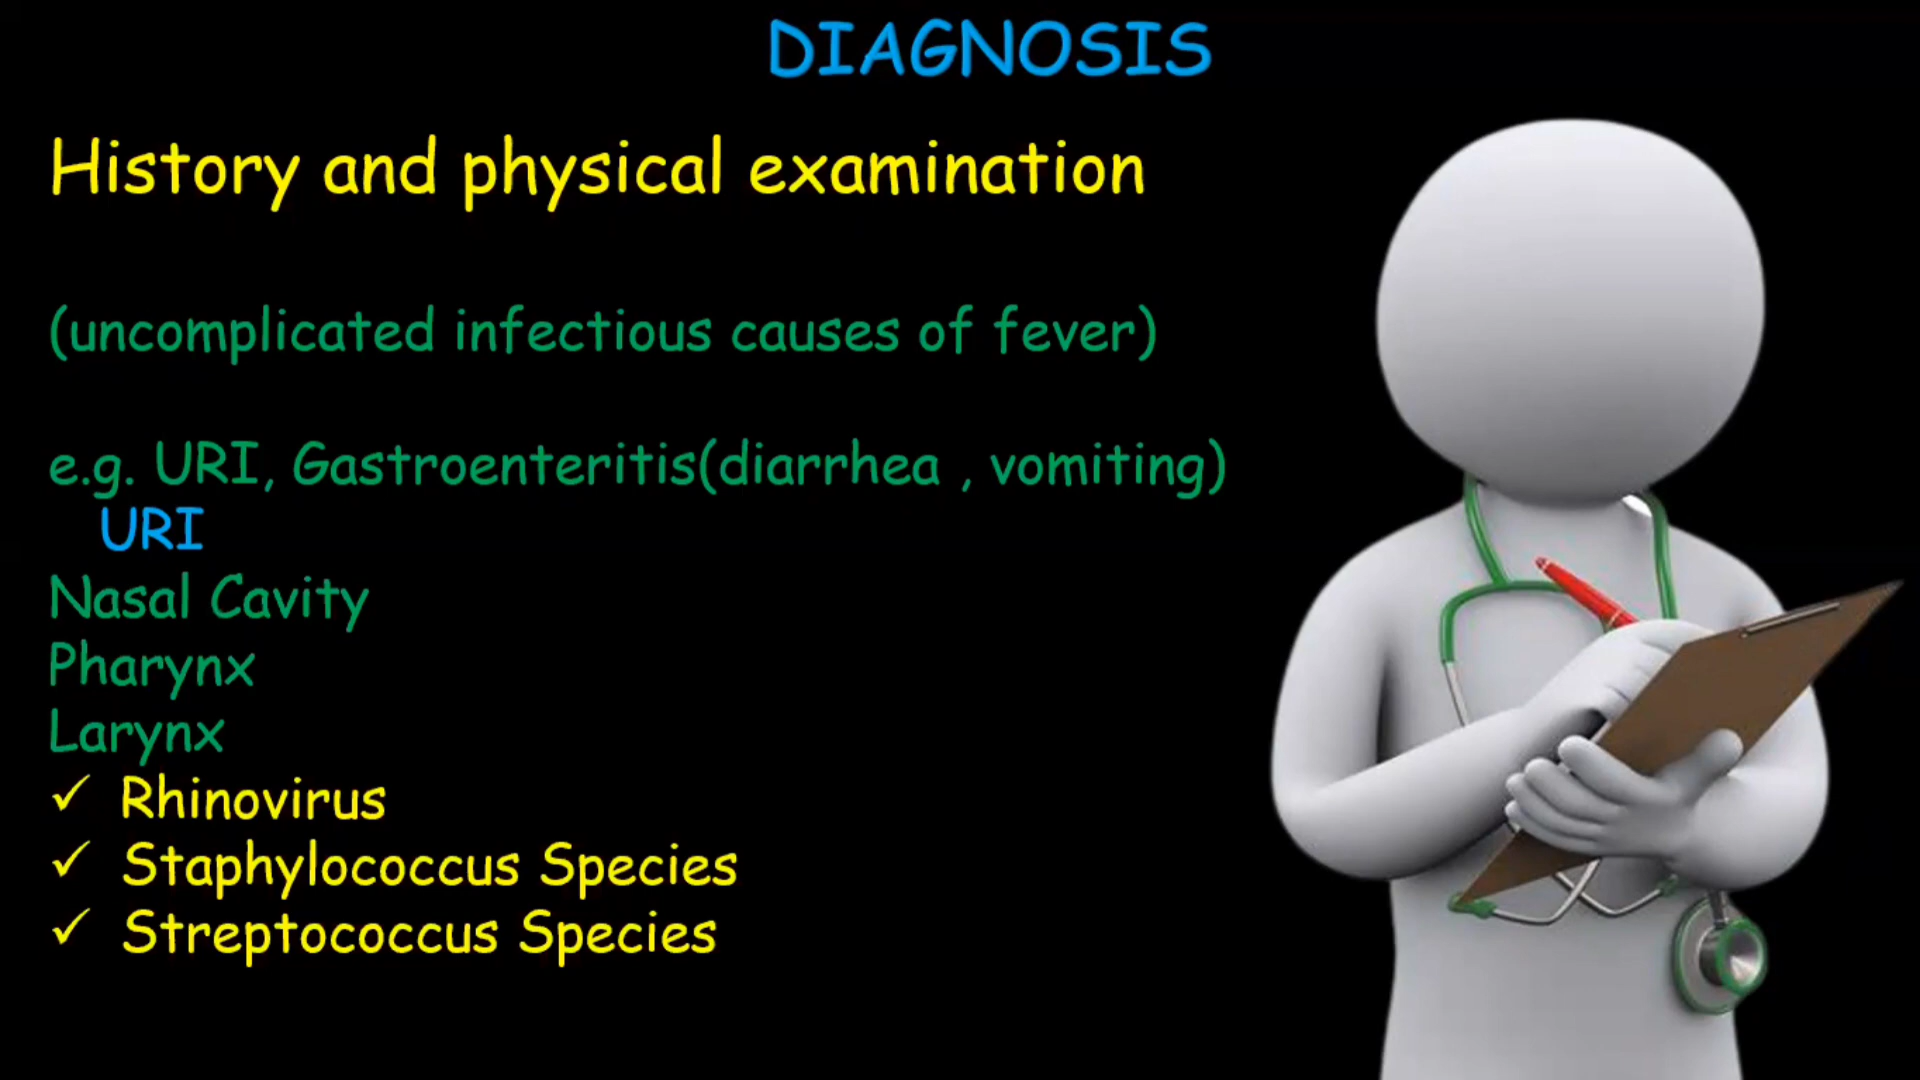 DIAGNOSIS
History and physical examination
(uncomplicated infectious causes of fever)
e.g. URI, Gastroenteritis(diarrhea , vomiting)
URI
Nasal Cavity
Pharynx
Larynx
✓ Rhinovirus
✓ Staphylococcus Species
✓ Streptococcus Species